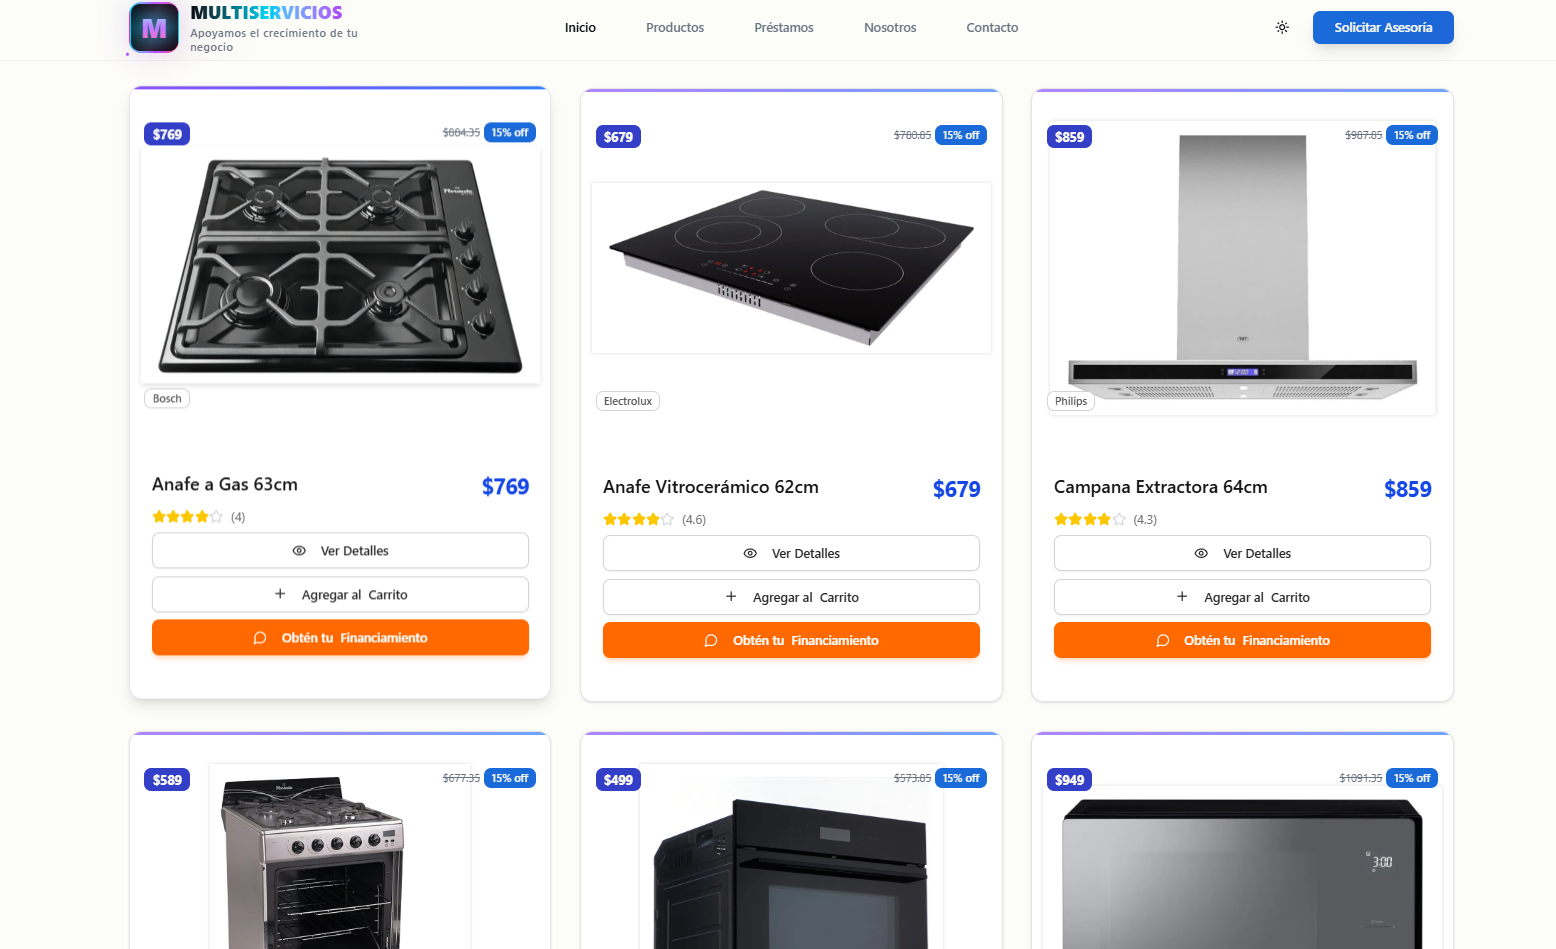 M
MULTISERVICIOS
Apoyamos el crecimiento de tu
negocio
Inicio
Productos
Préstamos
Nosotros
Contacto
Solicitar Asesoría
$769
$884.35
15% off
Bosch
Anafe a Gas 63cm
$769
(4)
Ver Detalles
Agregar al Carrito
Obtén tu Financiamiento
$679
$780.85
15% off
Electrolux
Anafe Vitrocerámico 62cm
$679
(4.6)
Ver Detalles
Agregar al Carrito
Obtén tu Financiamiento
$859
$987.85
15% off
Philips
Campana Extractora 64cm
$859
(4.3)
Ver Detalles
Agregar al Carrito
Obtén tu Financiamiento
$589
$677.35
15% off
$499
$573.85
15% off
$949
$1091.35
15% off
3:00